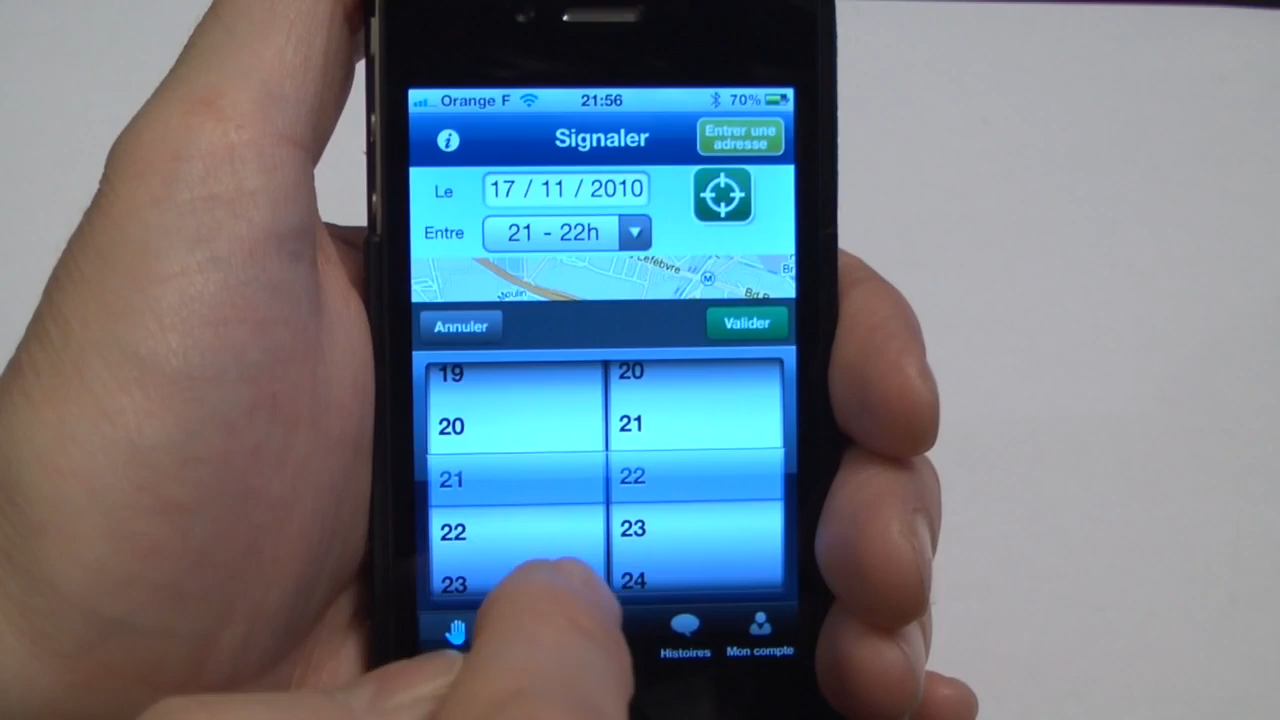 Orange F 21:56 70%
Signaler
Entrer une
adresse
Le 17 / 11 / 2010
Entre 21 - 22h
Lefebvre
M
Moulin
Annuler Valider
19 20
20 21
21 22
22 23
23 24
Histoires Mon compte